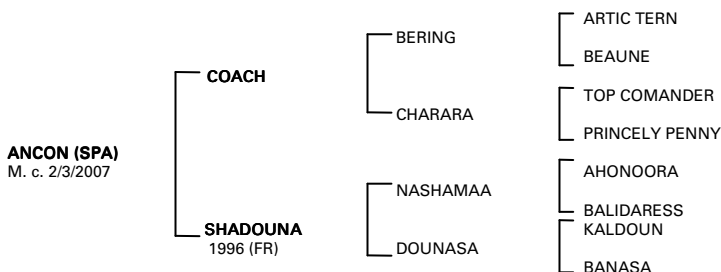 ARTIC TERN
BERING
BEAUNE
COACH
TOP COMANDER
CHARARA
PRINCELY PENNY
ANCON (SPA)
M. c. 2/3/2007
AHONOORA
NASHAMAA
BALIDARESS
SHADOUNA
1996 (FR)
KALDOUN
DOUNASA
BANASA